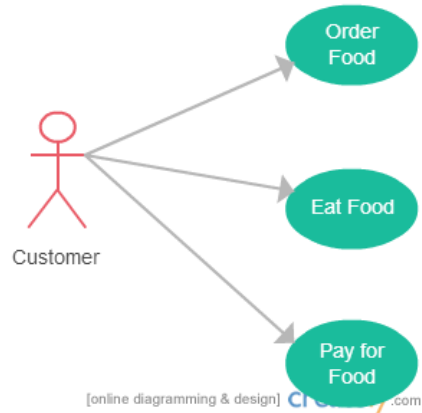 Order
Food
Eat Food
Customer
Pay for
Food
[online diagramming & design]
.com